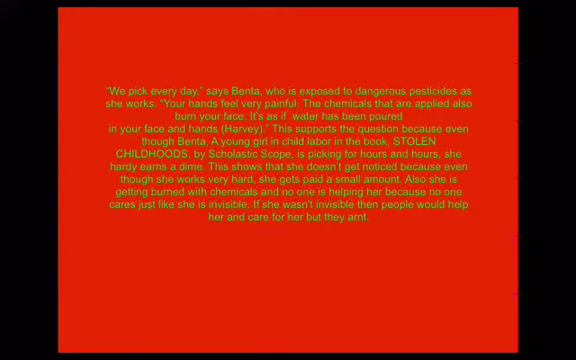 “We pick every day,” says Benta, who is exposed to dangerous pesticides as
she works. “Your hands feel very painful. The chemicals that are applied also
burn your face. It’s as if  water has been poured
in your face and hands (Harvey).” This supports the question because even
though Benta, A young girl in child labor in the book, STOLEN
CHILDHOODS, by Scholastic Scope, is picking for hours and hours, she
hardy earns a dime. This shows that she doesn’t get noticed because even
though she works very hard, she gets paid a small amount. Also she is
getting burned with chemicals and no one is helping her because no one
cares just like she is invisible. If she wasn’t invisible then people would help
her and care for her but they arnt.